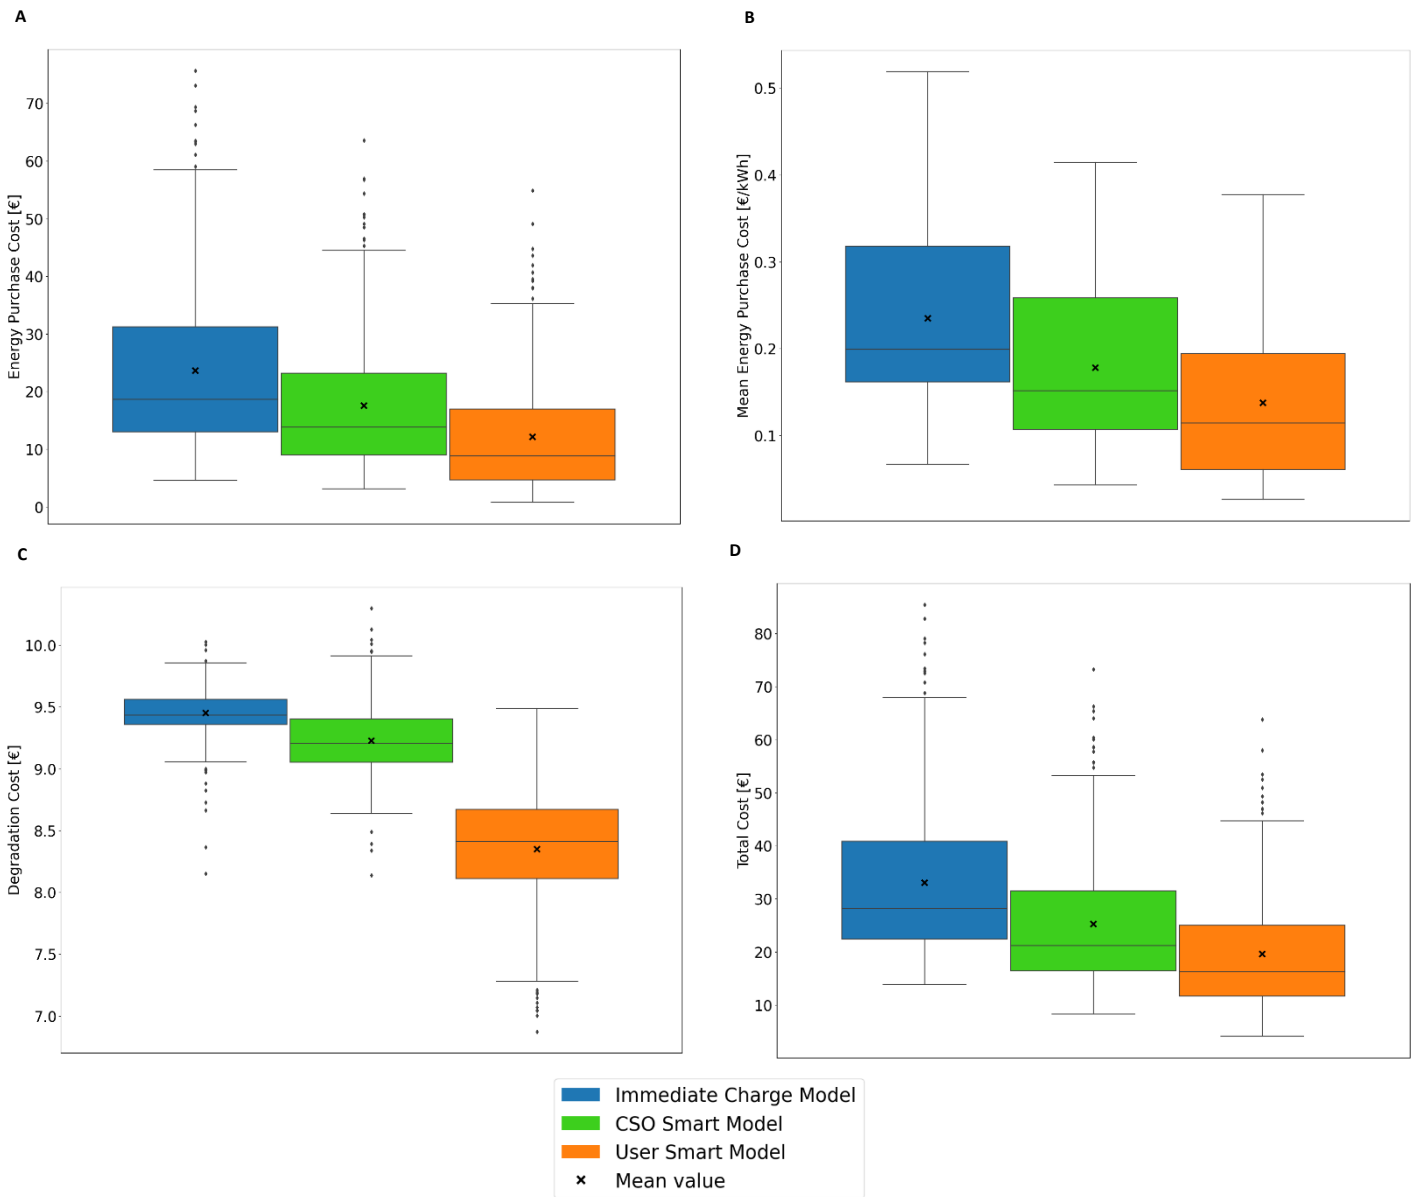 A
Energy Purchase Cost [€]
70
60
50
40
30
20
10
0
B
Mean Energy Purchase Cost [€/kWh]
0.5
0.4
0.3
0.2
0.1
C
Degradation Cost [€]
10.0
9.5
9.0
8.5
8.0
7.5
7.0
D
Total Cost [€]
80
70
60
50
40
30
20
10
Immediate Charge Model
CSO Smart Model
User Smart Model
Mean value